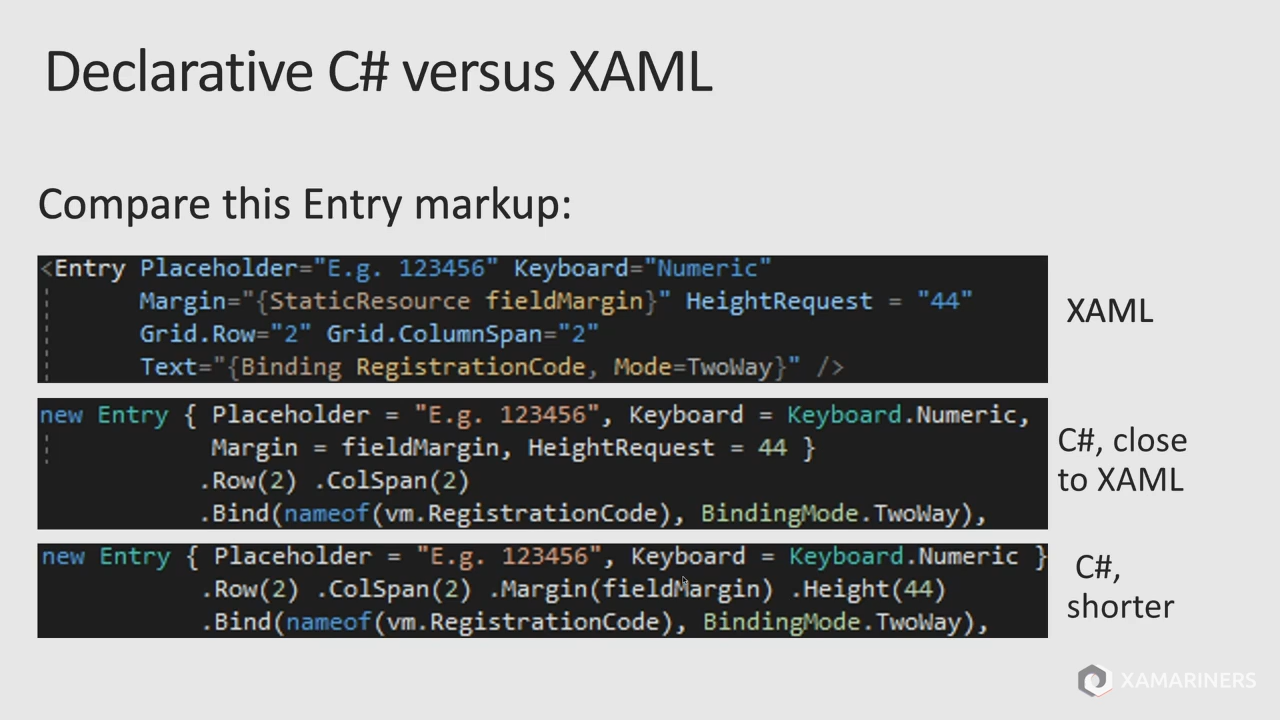 Declarative C# versus XAML
Compare this Entry markup:
<Entry Placeholder="E.g. 123456" Keyboard="Numeric"
Margin="{StaticResource fieldMargin}" HeightRequest = "44"
Grid.Row="2" Grid.ColumnSpan="2"
Text="{Binding RegistrationCode, Mode=TwoWay}" />
XAML
new Entry { Placeholder = "E.g. 123456", Keyboard = Keyboard.Numeric,
Margin = fieldMargin, HeightRequest = 44 }
.Row(2) .ColSpan(2)
.Bind(nameof(vm.RegistrationCode), BindingMode.TwoWay),
C#, close
to XAML
new Entry { Placeholder = "E.g. 123456", Keyboard = Keyboard.Numeric }
.Row(2) .ColSpan(2) .Margin(fieldMargin) .Height(44)
.Bind(nameof(vm.RegistrationCode), BindingMode.TwoWay),
C#,
shorter
XAMARINERS